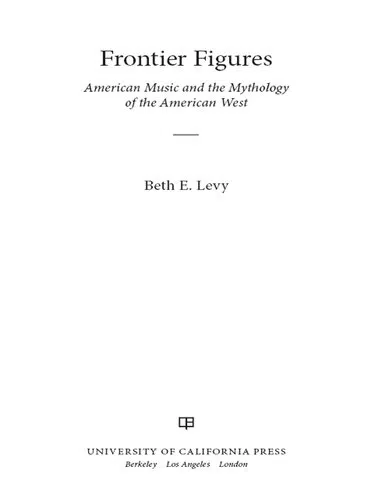 Frontier Figures
American Music and the Mythology
of the American West
Beth E. Levy
UNIVERSITY OF CALIFORNIA PRESS
Berkeley Los Angeles London